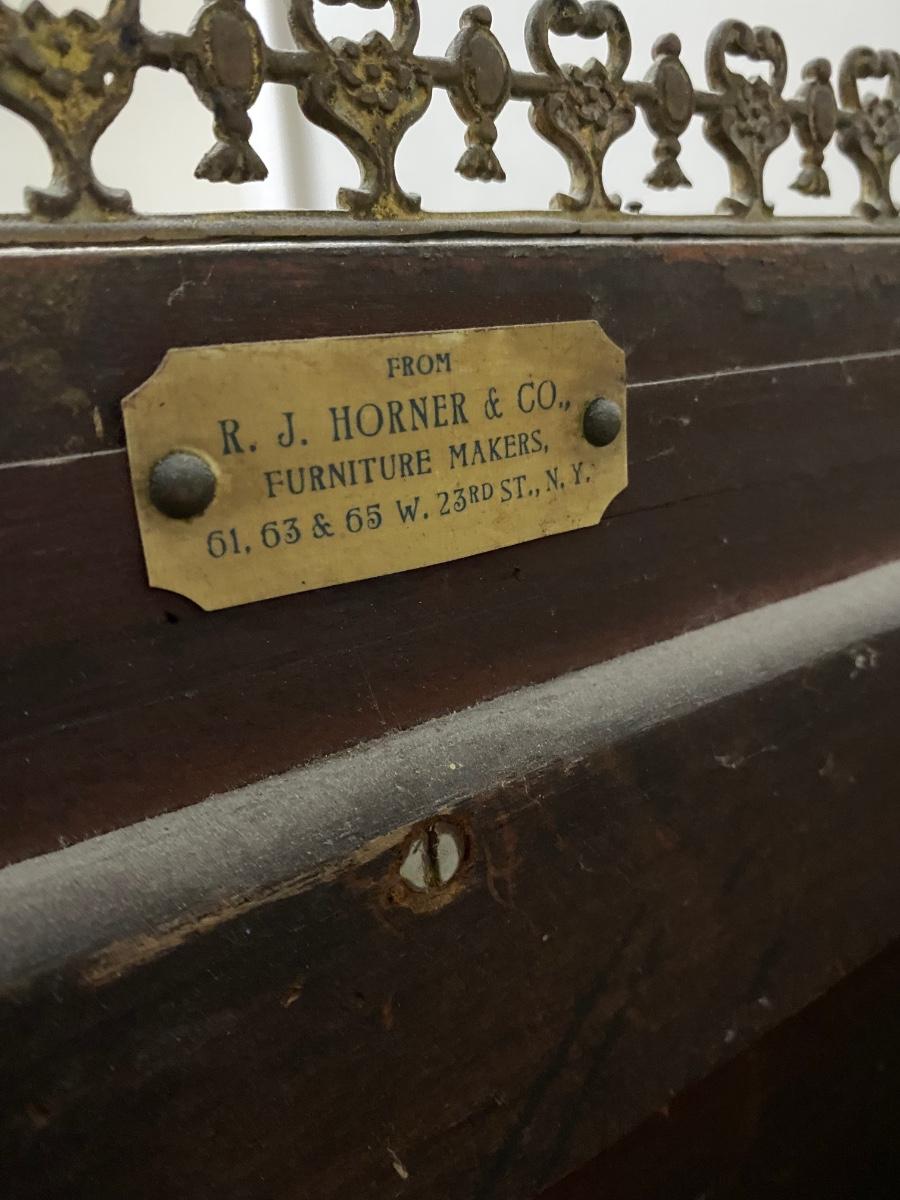 FROM
R. J. HORNER & CO.,
FURNITURE MAKERS,
61, 63 & 65 W. 23RD ST., N. Y.